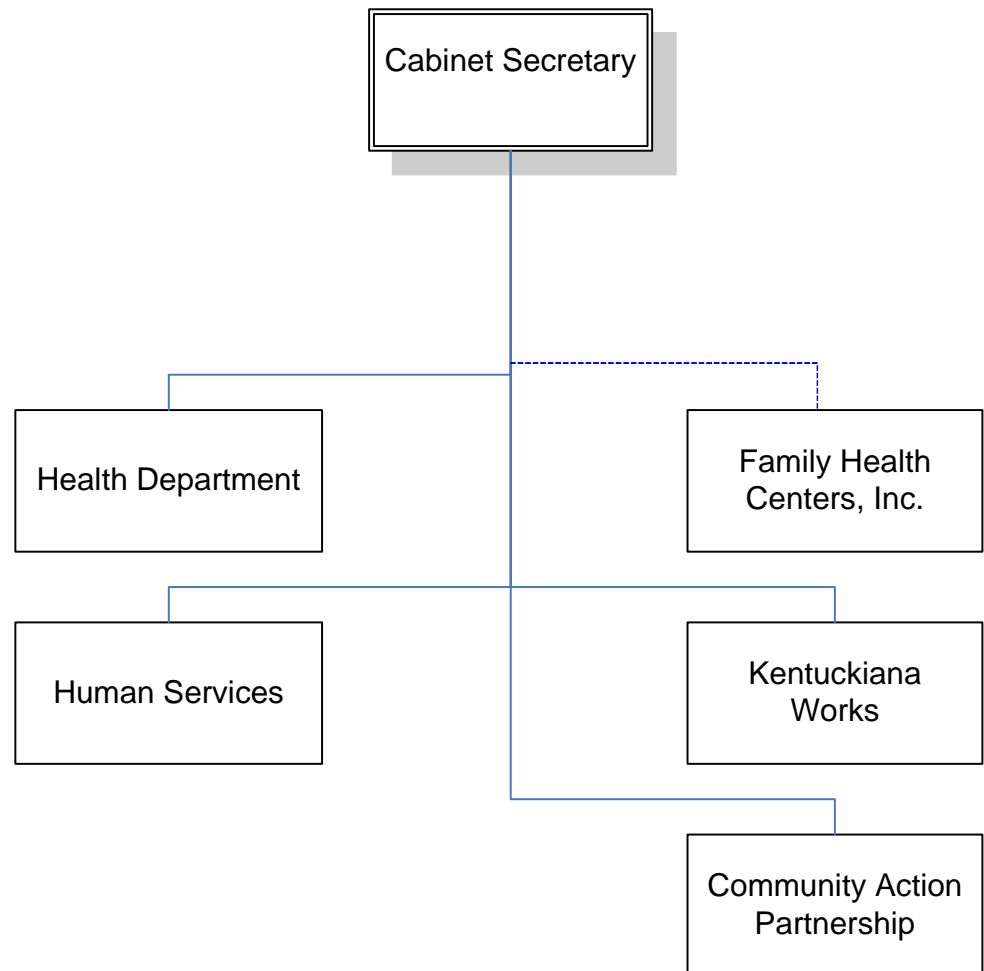 Cabinet Secretary
Health Department
Family Health
Centers, Inc.
Human Services
Kentuckiana
Works
Community Action
Partnership